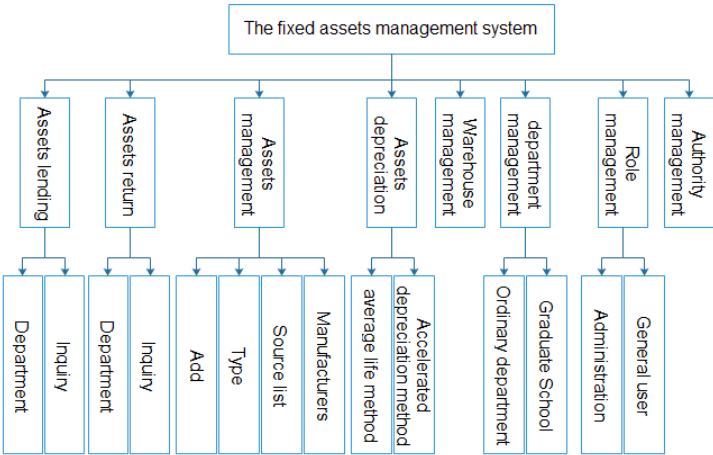 The fixed assets management system
Assets lending
Assets return
Assets
management
Assets
depreciation
Warehouse
management
department
management
Role
management
Authority
management
Department
Inquiry
Department
Inquiry
Add
Type
Source list
Manufacturers
average life method
Accelerated
depreciation method
Ordinary department
Graduate School
Administration
General user